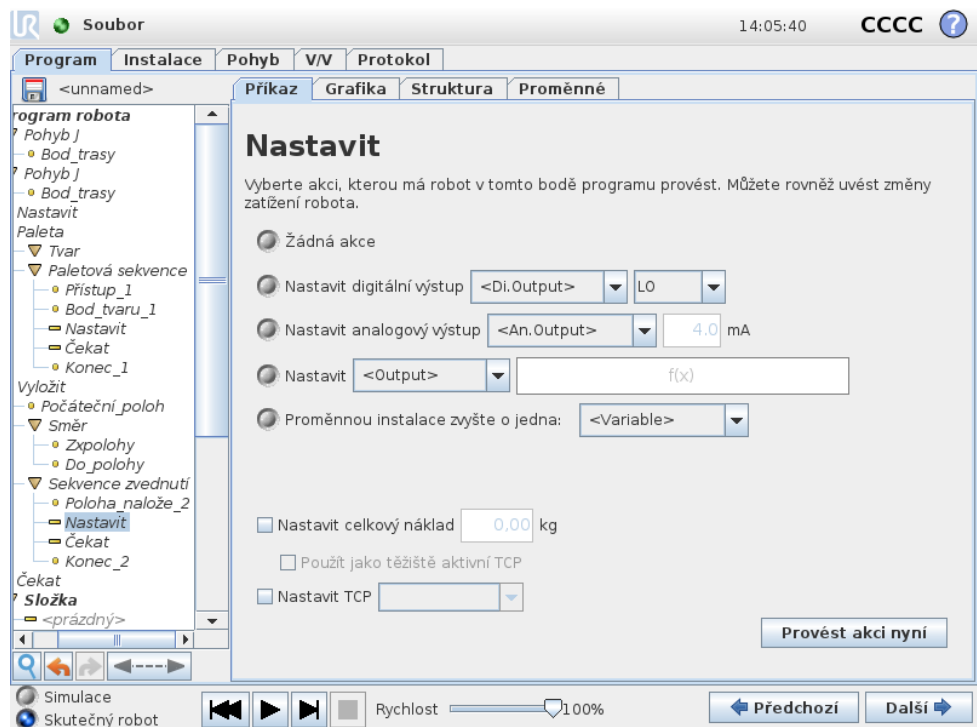 UR Soubor 14:05:40 CCCC ?
Program Instalace Pohyb V/V Protokol
<unnamed> Příkaz Grafika Struktura Proměnné
rogram robota
Pohyb J
Bod_trasy
Pohyb J
Bod_trasy
Nastavit
Paleta
Tvar
Paletová sekvence
Přístup_1
Bod_tvaru_1
Nastavit
Čekat
Konec_1
Vyložit
Počáteční_poloh
Směr
Zxpolohy
Do_polohy
Sekvence zvednutí
Poloha_nalože_2
Nastavit
Čekat
Konec_2
Čekat
Složka
<prázdný>
Nastavit
Vyberte akci, kterou má robot v tomto bodě programu provést. Můžete rovněž uvést změny
zatížení robota.
Žádná akce
Nastavit digitální výstup <Di.Output> LO
Nastavit analogový výstup <An.Output> 4.0 mA
Nastavit <Output> f(x)
Proměnnou instalace zvyšte o jedna: <Variable>
Nastavit celkový náklad 0,00 kg
Použít jako těžiště aktivní TCP
Nastavit TCP
Provést akci nyní
Simulace
Skutečný robot
Rychlost 100%
Předchozí Další